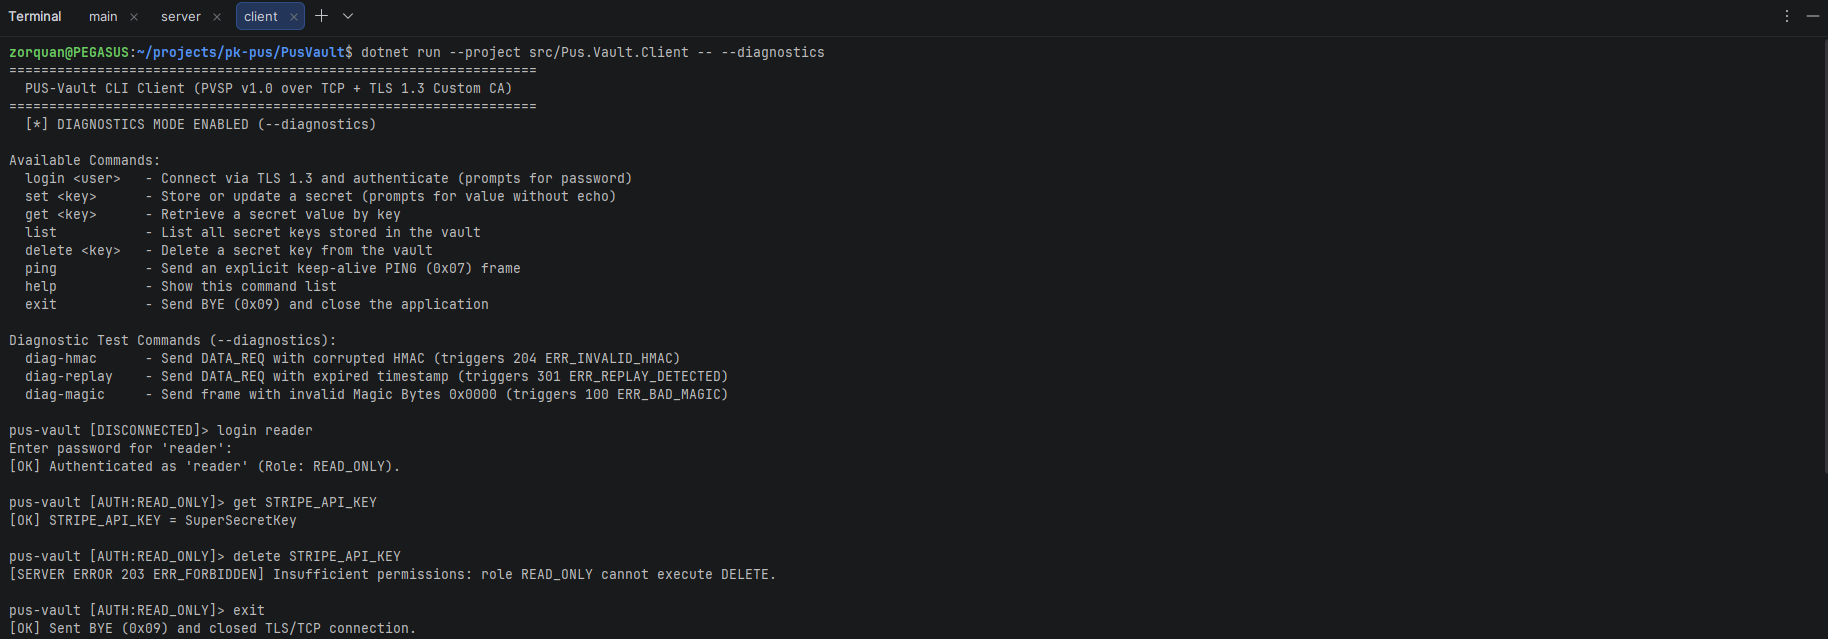 Terminal main × server × client ×
zorquan@PEGASUS:~/projects/pk-pus/PusVault$ dotnet run --project src/Pus.Vault.Client -- --diagnostics
==================================================================
  PUS-Vault CLI Client (PVSP v1.0 over TCP + TLS 1.3 Custom CA)
==================================================================
  [*] DIAGNOSTICS MODE ENABLED (--diagnostics)

Available Commands:
  login <user>   - Connect via TLS 1.3 and authenticate (prompts for password)
  set <key>      - Store or update a secret (prompts for value without echo)
  get <key>      - Retrieve a secret value by key
  list           - List all secret keys stored in the vault
  delete <key>   - Delete a secret key from the vault
  ping           - Send an explicit keep-alive PING (0x07) frame
  help           - Show this command list
  exit           - Send BYE (0x09) and close the application

Diagnostic Test Commands (--diagnostics):
  diag-hmac      - Send DATA_REQ with corrupted HMAC (triggers 204 ERR_INVALID_HMAC)
  diag-replay    - Send DATA_REQ with expired timestamp (triggers 301 ERR_REPLAY_DETECTED)
  diag-magic     - Send frame with invalid Magic Bytes 0x0000 (triggers 100 ERR_BAD_MAGIC)

pus-vault [DISCONNECTED]> login reader
Enter password for 'reader':
[OK] Authenticated as 'reader' (Role: READ_ONLY).

pus-vault [AUTH:READ_ONLY]> get STRIPE_API_KEY
[OK] STRIPE_API_KEY = SuperSecretKey

pus-vault [AUTH:READ_ONLY]> delete STRIPE_API_KEY
[SERVER ERROR 203 ERR_FORBIDDEN] Insufficient permissions: role READ_ONLY cannot execute DELETE.

pus-vault [AUTH:READ_ONLY]> exit
[OK] Sent BYE (0x09) and closed TLS/TCP connection.